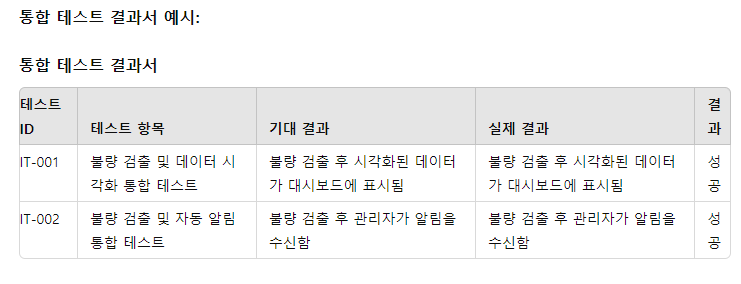 통합 테스트 결과서 예시:
통합 테스트 결과서
테스트 ID 테스트 항목 기대 결과 실제 결과 결과
IT-001 불량 검출 및 데이터 시각화 통합 테스트 불량 검출 후 시각화된 데이터가 대시보드에 표시됨 불량 검출 후 시각화된 데이터가 대시보드에 표시됨 성공
IT-002 불량 검출 및 자동 알림 통합 테스트 불량 검출 후 관리자가 알림을 수신함 불량 검출 후 관리자가 알림을 수신함 성공